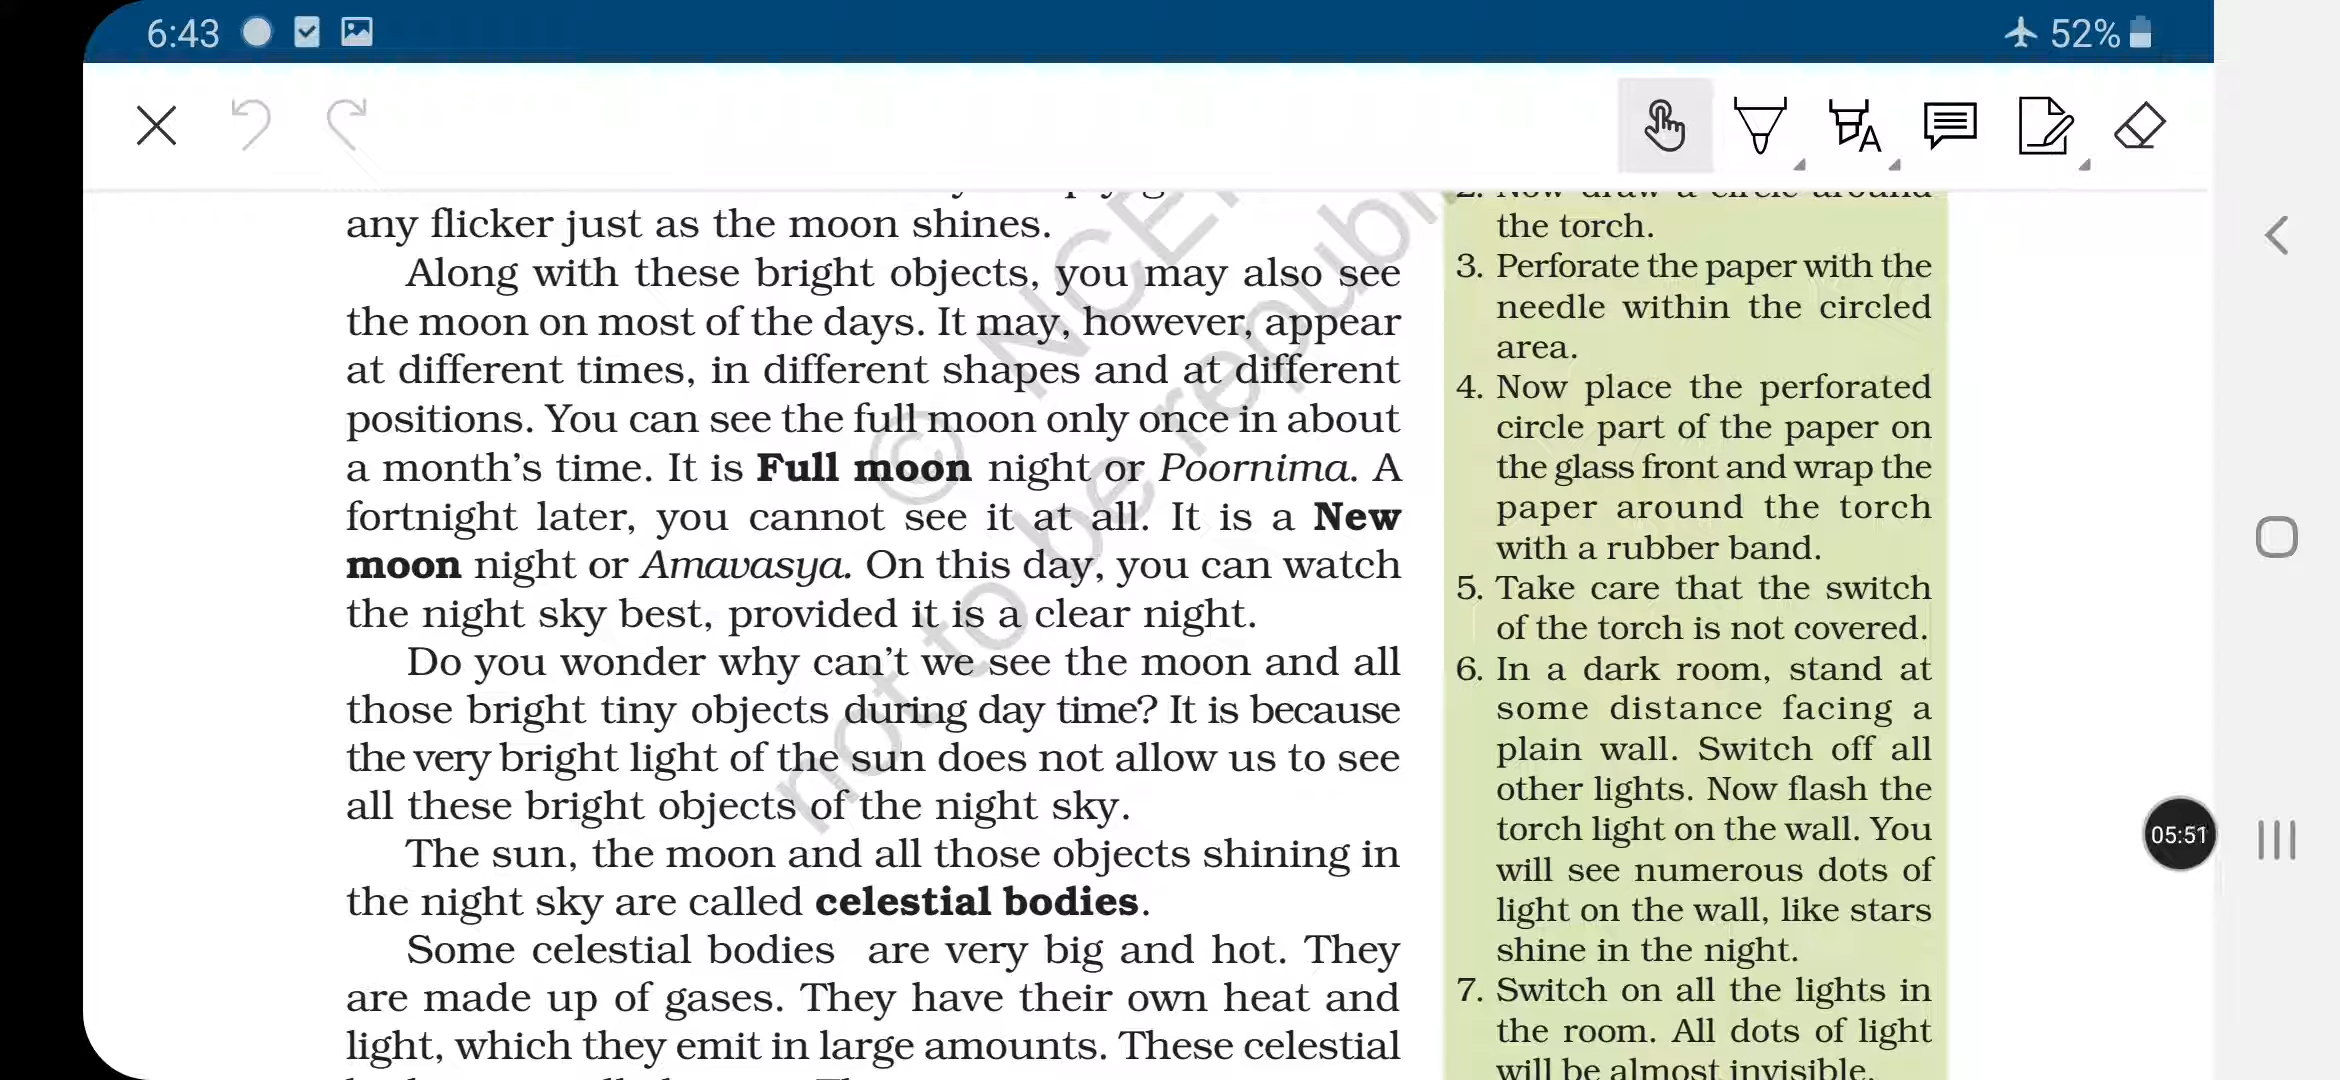 6:43
52%
any flicker just as the moon shines.
Along with these bright objects, you may also see
the moon on most of the days. It may, however, appear
at different times, in different shapes and at different
positions. You can see the full moon only once in about
a month’s time. It is Full moon night or Poornima. A
fortnight later, you cannot see it at all. It is a New
moon night or Amavasya. On this day, you can watch
the night sky best, provided it is a clear night.
Do you wonder why can’t we see the moon and all
those bright tiny objects during day time? It is because
the very bright light of the sun does not allow us to see
all these bright objects of the night sky.
The sun, the moon and all those objects shining in
the night sky are called celestial bodies.
Some celestial bodies are very big and hot. They
are made up of gases. They have their own heat and
light, which they emit in large amounts. These celestial
2. Now draw a circle around
the torch.
3. Perforate the paper with the
needle within the circled
area.
4. Now place the perforated
circle part of the paper on
the glass front and wrap the
paper around the torch
with a rubber band.
5. Take care that the switch
of the torch is not covered.
6. In a dark room, stand at
some distance facing a
plain wall. Switch off all
other lights. Now flash the
torch light on the wall. You
will see numerous dots of
light on the wall, like stars
shine in the night.
7. Switch on all the lights in
the room. All dots of light
will be almost invisible.
©
not to be
05:51